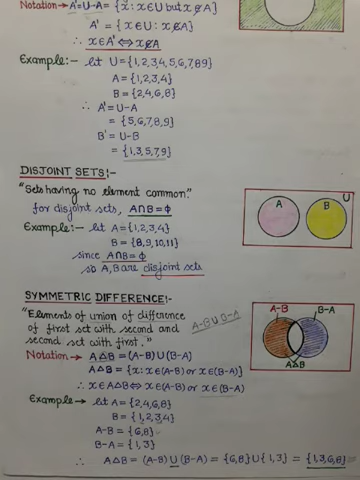 Notation→ A'=U-A= {x: x∈U but x∉A}
A' = {x∈U: x∉A}
∴ x∈A' ⇔ x∉A
Example:- let U={1,2,3,4,5,6,7,8,9}
A={1,2,3,4}
B={2,4,6,8}
∴ A'=U-A
= {5,6,7,8,9}
B'=U-B
= {1,3,5,7,9}
DISJOINT SETS:-
"Sets having no element common."
for disjoint sets, A∩B=ϕ
Example:- let A={1,2,3,4}
B={8,9,10,11}
since A∩B=ϕ
so A,B are disjoint sets
A B U
SYMMETRIC DIFFERENCE:-
"Elements of union of difference
of first set with second and
second set with first."
A-B∪B-A
Notation → A∆B=(A-B)∪(B-A)
A∆B={x: x∈(A-B) or x∈(B-A)}
∴ x∈A∆B⇔x∈(A-B) or x∈(B-A)
A-B B-A
A∆B
Example→ let A={2,4,6,8}
B={1,2,3,4}
A-B={6,8}
B-A={1,3}
∴ A∆B = (A-B)∪(B-A)={6,8}∪{1,3}={1,3,6,8}